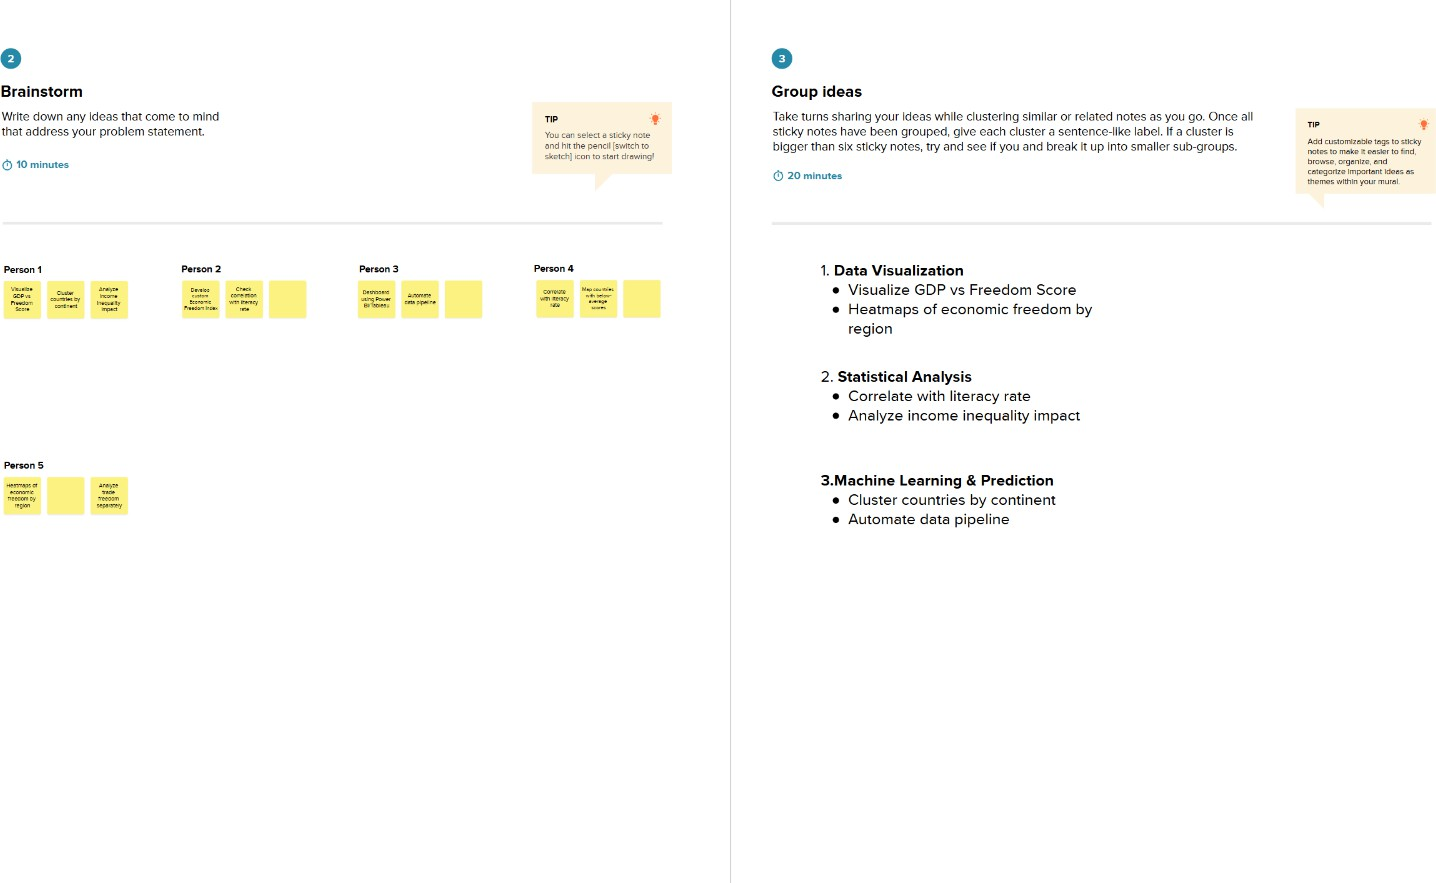 2
Brainstorm
Write down any ideas that come to mind
that address your problem statement.
10 minutes
TIP
You can select a sticky note
and hit the pencil [switch to
sketch] icon to start drawing!
Person 1
Visualize
GDP vs
Freedom
Score
Cluster
countries by
continent
Analyze
income
inequality
impact
Person 2
Develop
custom
Economic
Freedom Index
Check
correlation
with literacy
rate
Person 3
Dashboard
using Power
BI/Tableau
Automate
data pipeline
Person 4
Correlate
with literacy
rate
Map countries
with below-
average
scores
Person 5
Heatmaps of
economic
freedom by
region
Analyze
trade
freedom
separately
3
Group ideas
Take turns sharing your ideas while clustering similar or related notes as you go. Once all
sticky notes have been grouped, give each cluster a sentence-like label. If a cluster is
bigger than six sticky notes, try and see if you and break it up into smaller sub-groups.
20 minutes
TIP
Add customizable tags to sticky
notes to make it easier to find,
browse, organize, and
categorize important ideas as
themes within your mural.
1. Data Visualization
● Visualize GDP vs Freedom Score
● Heatmaps of economic freedom by
region
2. Statistical Analysis
● Correlate with literacy rate
● Analyze income inequality impact
3.Machine Learning & Prediction
● Cluster countries by continent
● Automate data pipeline